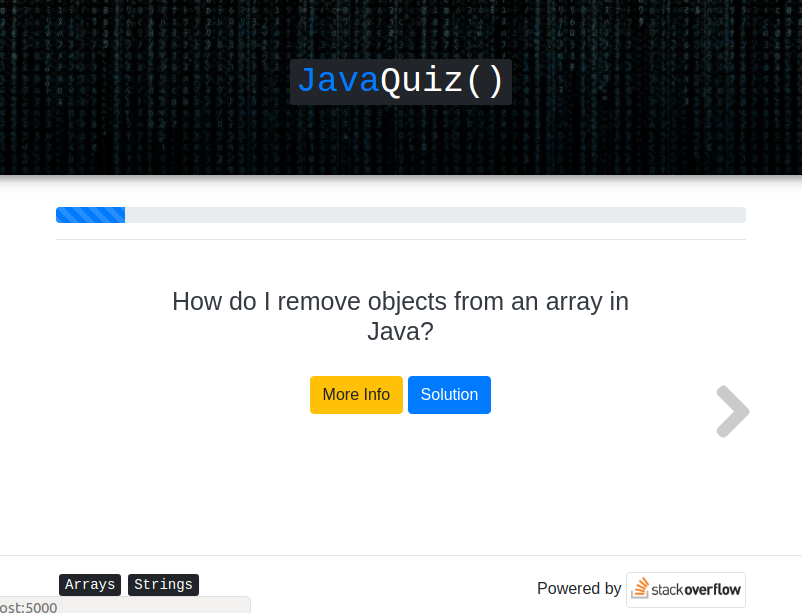 JavaQuiz()
How do I remove objects from an array in
Java?
More Info Solution
Arrays Strings
Powered by stackoverflow
ost:5000